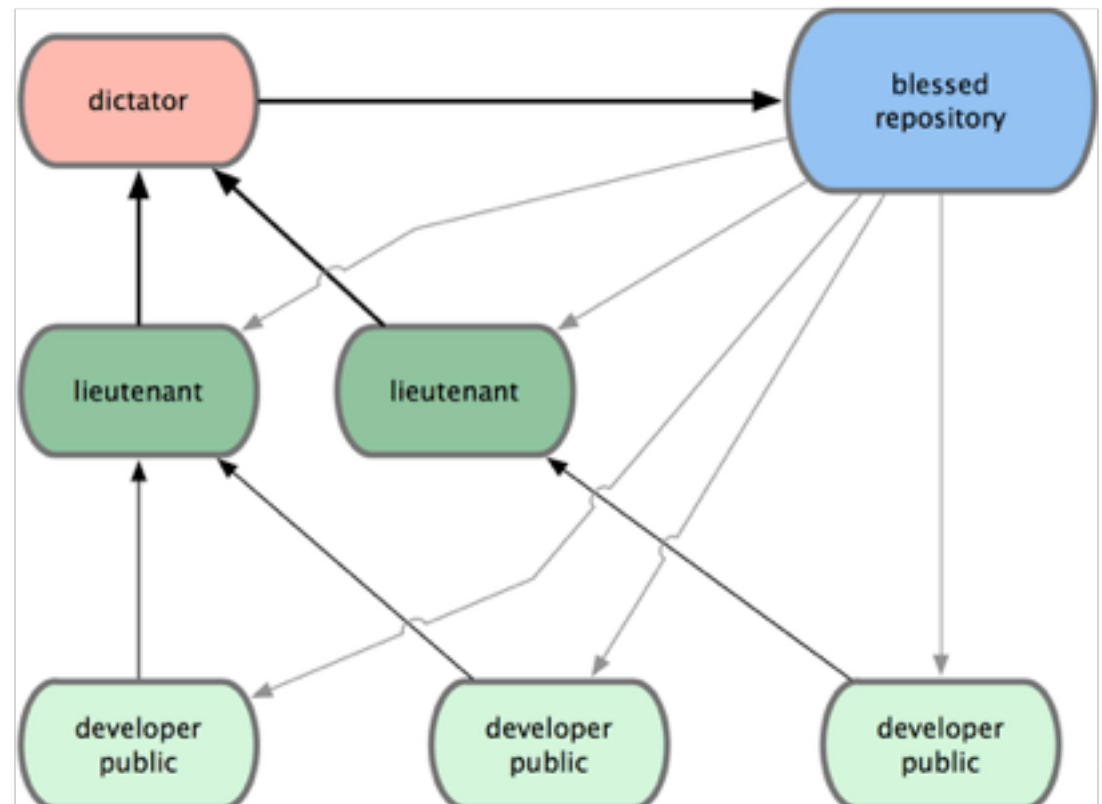 dictator
blessed
repository
lieutenant
lieutenant
developer
public
developer
public
developer
public